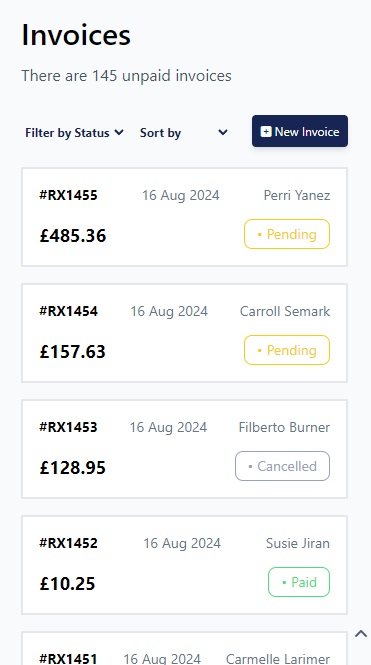 Invoices
There are 145 unpaid invoices
Filter by Status Sort by New Invoice
#RX1455 16 Aug 2024 Perri Yanez
£485.36 • Pending
#RX1454 16 Aug 2024 Carroll Semark
£157.63 • Pending
#RX1453 16 Aug 2024 Filberto Burner
£128.95 • Cancelled
#RX1452 16 Aug 2024 Susie Jiran
£10.25 • Paid
#RX1451 16 Aug 2024 Carmelle Larimer